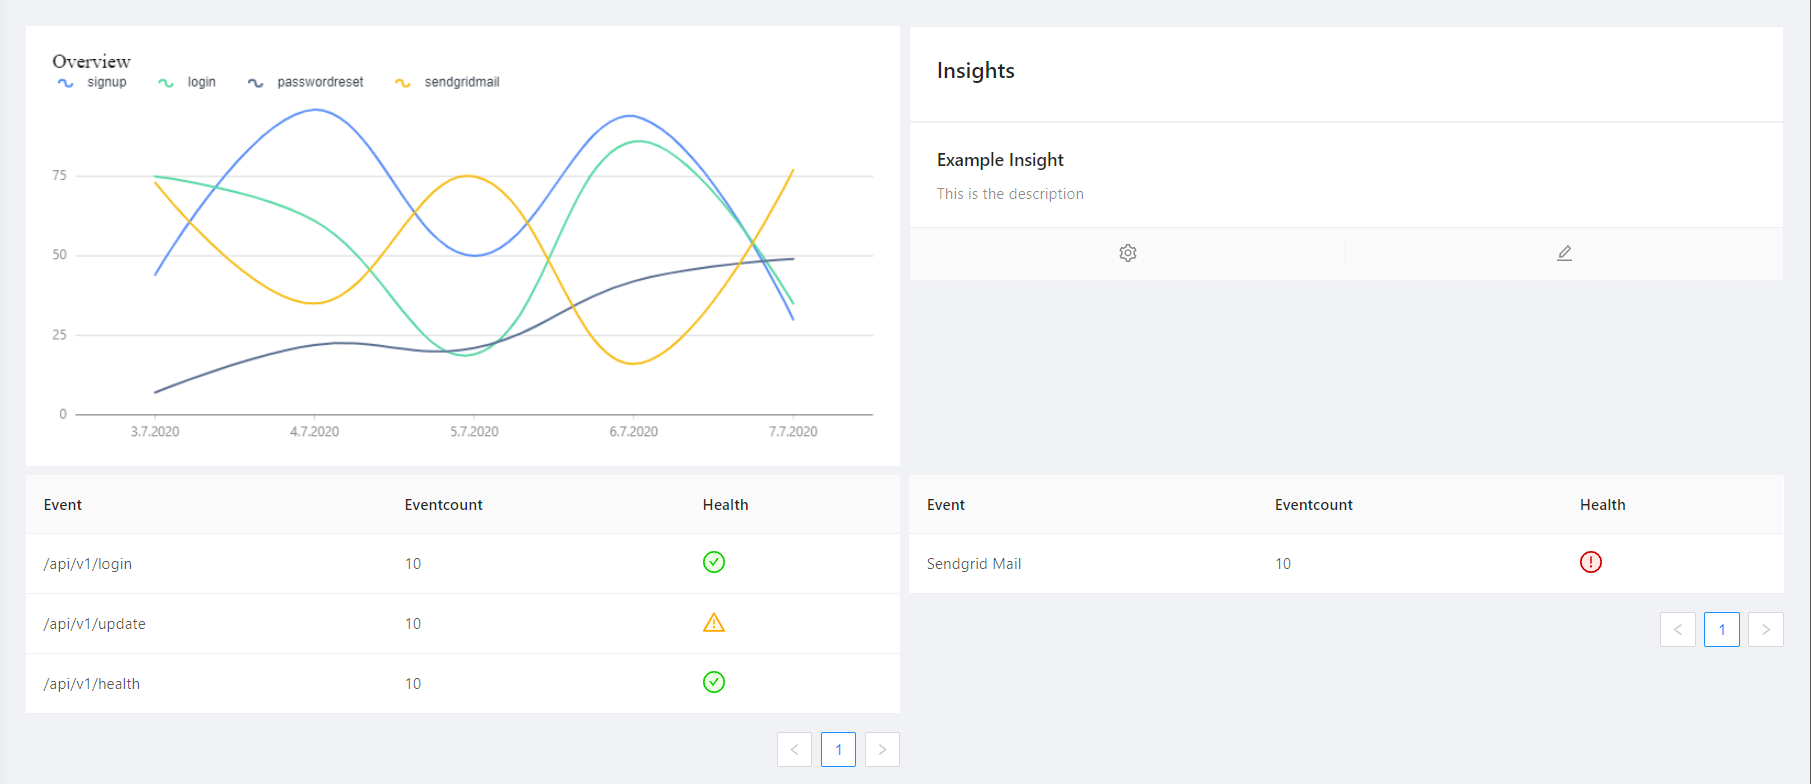 Overview
signup login passwordreset sendgridmail
75
50
25
0
3.7.2020 4.7.2020 5.7.2020 6.7.2020 7.7.2020
Insights
Example Insight
This is the description
Event Eventcount Health
/api/v1/login 10
/api/v1/update 10
/api/v1/health 10
< 1 >
Event Eventcount Health
Sendgrid Mail 10
< 1 >